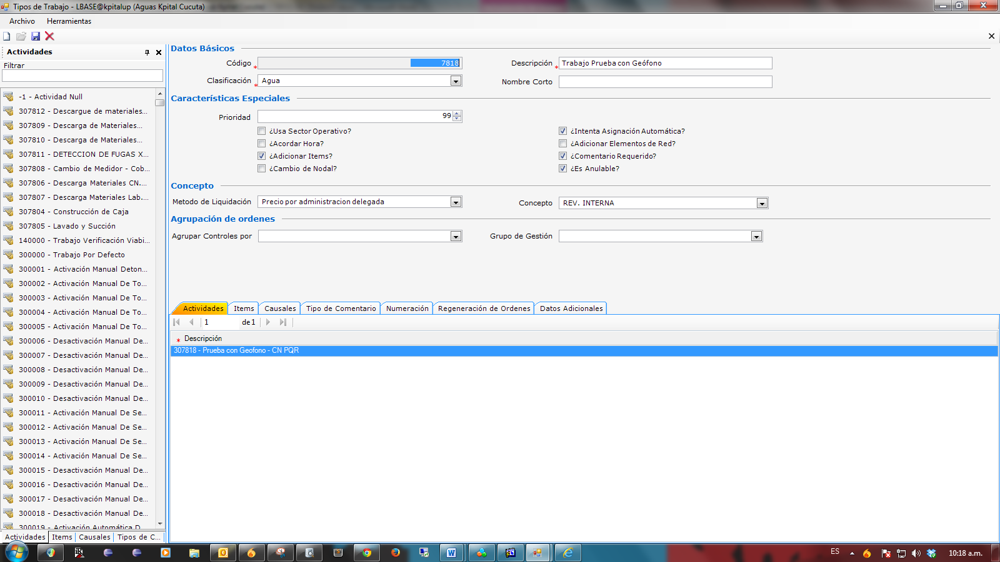 Tipos de Trabajo - LBASE@kpitalup (Aguas Kpital Cucuta)
Archivo Herramientas
Actividades
Filtrar
-1 - Actividad Null
307812 - Descargue de materiales...
307809 - Descarga de Materiales...
307810 - Descarga de Materiales...
307811 - DETECCION DE FUGAS X...
307808 - Cambio de Medidor - Cob...
307806 - Descarga Materiales CN....
307807 - Descarga Materiales Lab....
307804 - Construcción de Caja
307805 - Lavado y Succión
140000 - Trabajo Verificación Viabi...
300000 - Trabajo Por Defecto
300001 - Activación Manual Deton...
300002 - Activación Manual De To...
300003 - Activación Manual De To...
300004 - Activación Manual De To...
300005 - Activación Manual De To...
300006 - Desactivación Manual De...
300007 - Desactivación Manual De...
300008 - Desactivación Manual De...
300009 - Desactivación Manual De...
300010 - Desactivación Manual De...
300011 - Activación Manual De Se...
300012 - Activación Manual De Se...
300013 - Activación Manual De Se...
300014 - Activación Manual De Se...
300015 - Desactivación Manual De...
300016 - Desactivación Manual De...
300017 - Desactivación Manual De...
300018 - Desactivación Manual De...
300019 - Activación Automática D...
Actividades Items Causales Tipos de C...
Datos Básicos
Código * 7818 Descripción * Trabajo Prueba con Geófono
Clasificación * Agua Nombre Corto
Características Especiales
Prioridad 99
¿Usa Sector Operativo? ¿Intenta Asignación Automática?
¿Acordar Hora? ¿Adicionar Elementos de Red?
¿Adicionar Items? ¿Comentario Requerido?
¿Cambio de Nodal? ¿Es Anulable?
Concepto
Metodo de Liquidación Precio por administracion delegada Concepto REV. INTERNA
Agrupación de ordenes
Agrupar Controles por Grupo de Gestión
Actividades Items Causales Tipo de Comentario Numeración Regeneración de Ordenes Datos Adicionales
1 de1
* Descripción
307818 - Prueba con Geofono - CN PQR
ES 10:18 a.m.